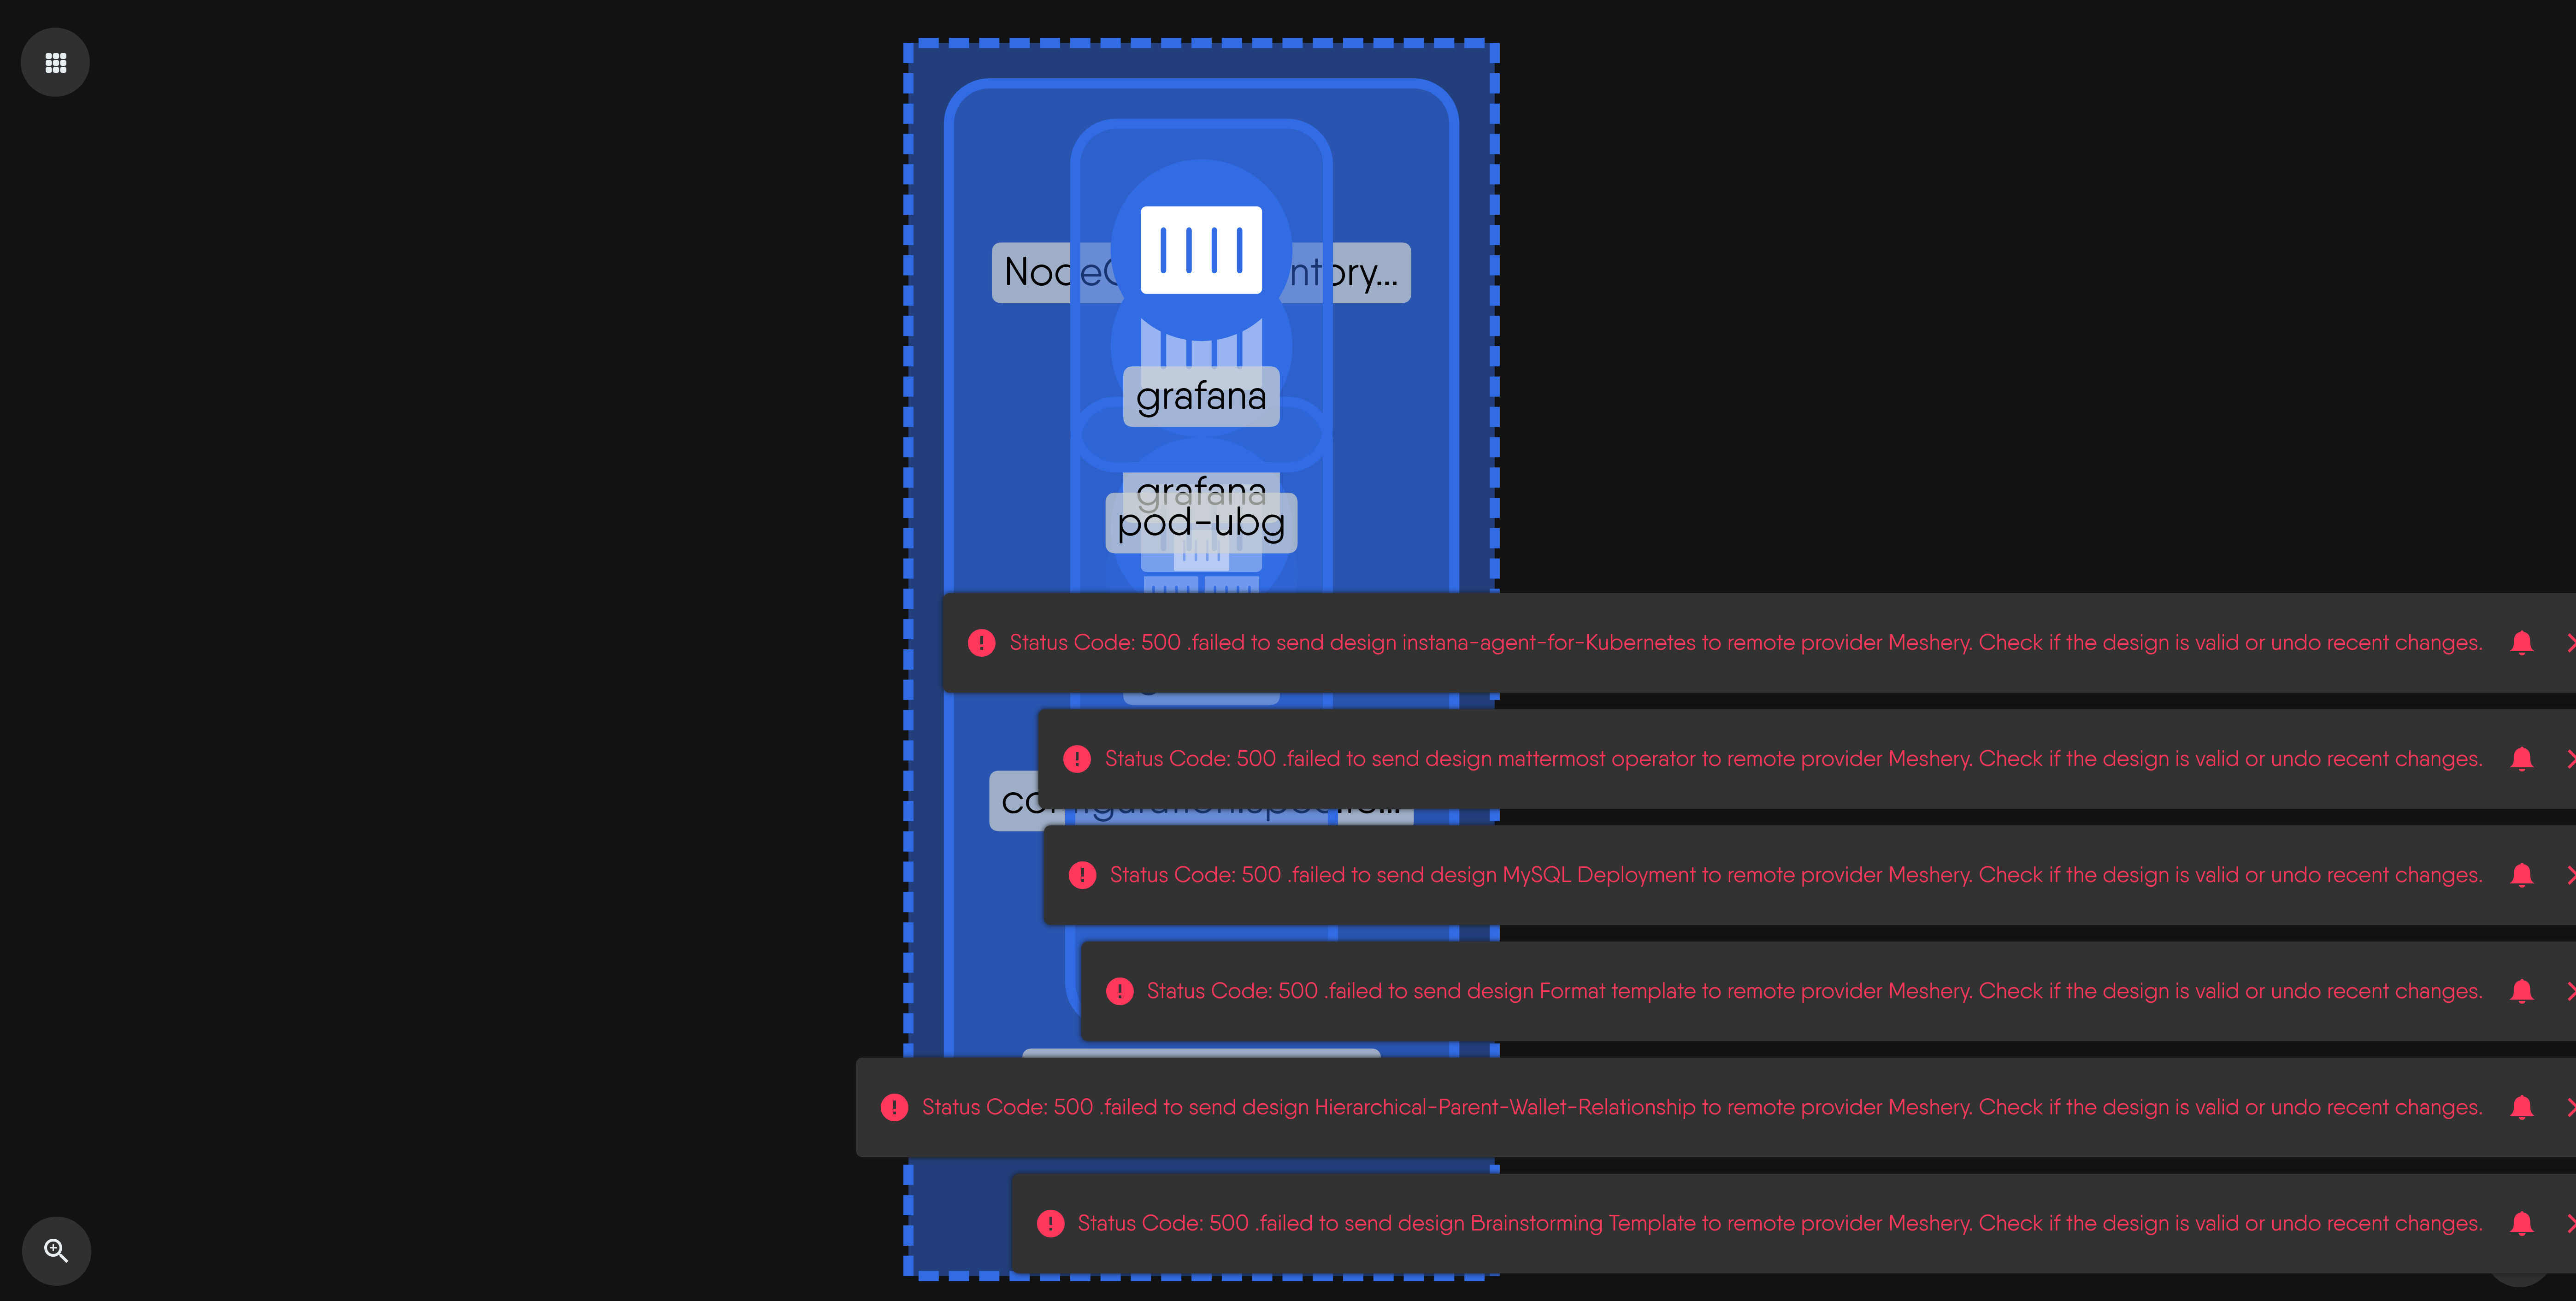 grafana
grafana
pod-ubg
Status Code: 500 .failed to send design instana-agent-for-Kubernetes to remote provider Meshery. Check if the design is valid or undo recent changes.
Status Code: 500 .failed to send design mattermost operator to remote provider Meshery. Check if the design is valid or undo recent changes.
Status Code: 500 .failed to send design MySQL Deployment to remote provider Meshery. Check if the design is valid or undo recent changes.
Status Code: 500 .failed to send design Format template to remote provider Meshery. Check if the design is valid or undo recent changes.
Status Code: 500 .failed to send design Hierarchical-Parent-Wallet-Relationship to remote provider Meshery. Check if the design is valid or undo recent changes.
Status Code: 500 .failed to send design Brainstorming Template to remote provider Meshery. Check if the design is valid or undo recent changes.